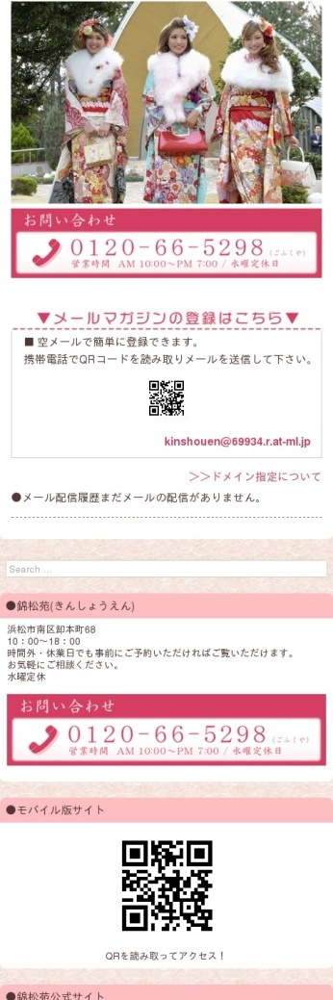 お問い合わせ
0120-66-5298 (ごふくや)
営業時間 AM 10:00〜PM 7:00 / 水曜定休日
▼メールマガジンの登録はこちら▼
■ 空メールで簡単に登録できます。
携帯電話でQRコードを読み取りメールを送信して下さい。
kinshouen@69934.r.at-ml.jp
>>ドメイン指定について
●メール配信履歴まだメールの配信がありません。
Search ...
●錦松苑(きんしょうえん)
浜松市南区卸本町68
10：00〜18：00
時間外・休業日でも事前にご予約いただければご覧いただけます。
お気軽にご相談ください。
水曜定休
お問い合わせ
0120-66-5298 (ごふくや)
営業時間 AM 10:00〜PM 7:00 / 水曜定休日
●モバイル版サイト
QRを読み取ってアクセス！
●錦松苑公式サイト